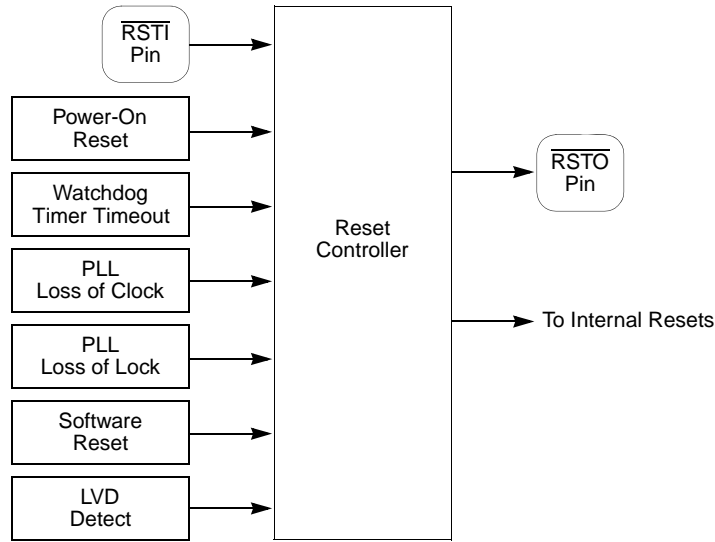 RSTI
Pin
Power-On
Reset
Watchdog
Timer Timeout
PLL
Loss of Clock
PLL
Loss of Lock
Software
Reset
LVD
Detect
Reset
Controller
RSTO
Pin
To Internal Resets